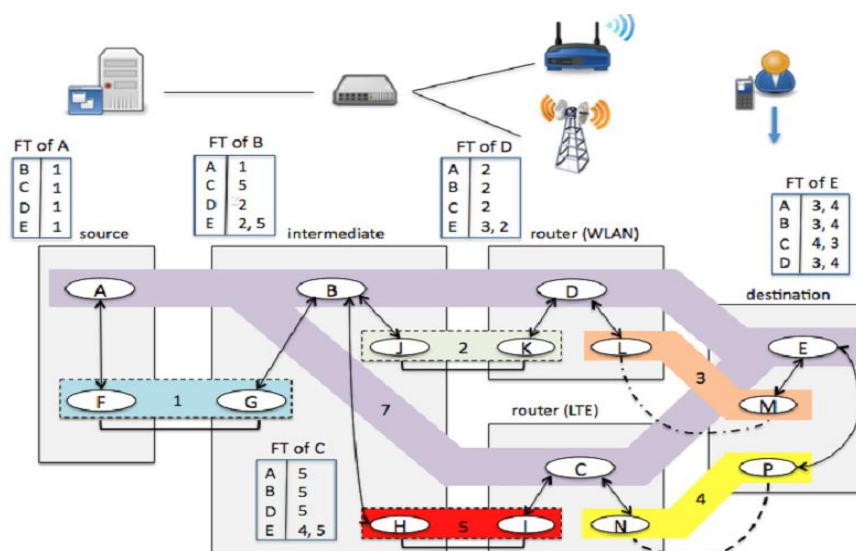 FT of A
B 1
C 1
D 1
E 1
FT of B
A 1
C 5
D 2
E 2, 5
FT of D
A 2
B 2
C 2
E 3, 2
FT of E
A 3, 4
B 3, 4
C 4, 3
D 3, 4
source
intermediate
router (WLAN)
destination
A
B
D
E
J
2
K
L
3
M
F
1
G
7
router (LTE)
FT of C
A 5
B 5
D 5
E 4, 5
C
P
4
H
5
I
N